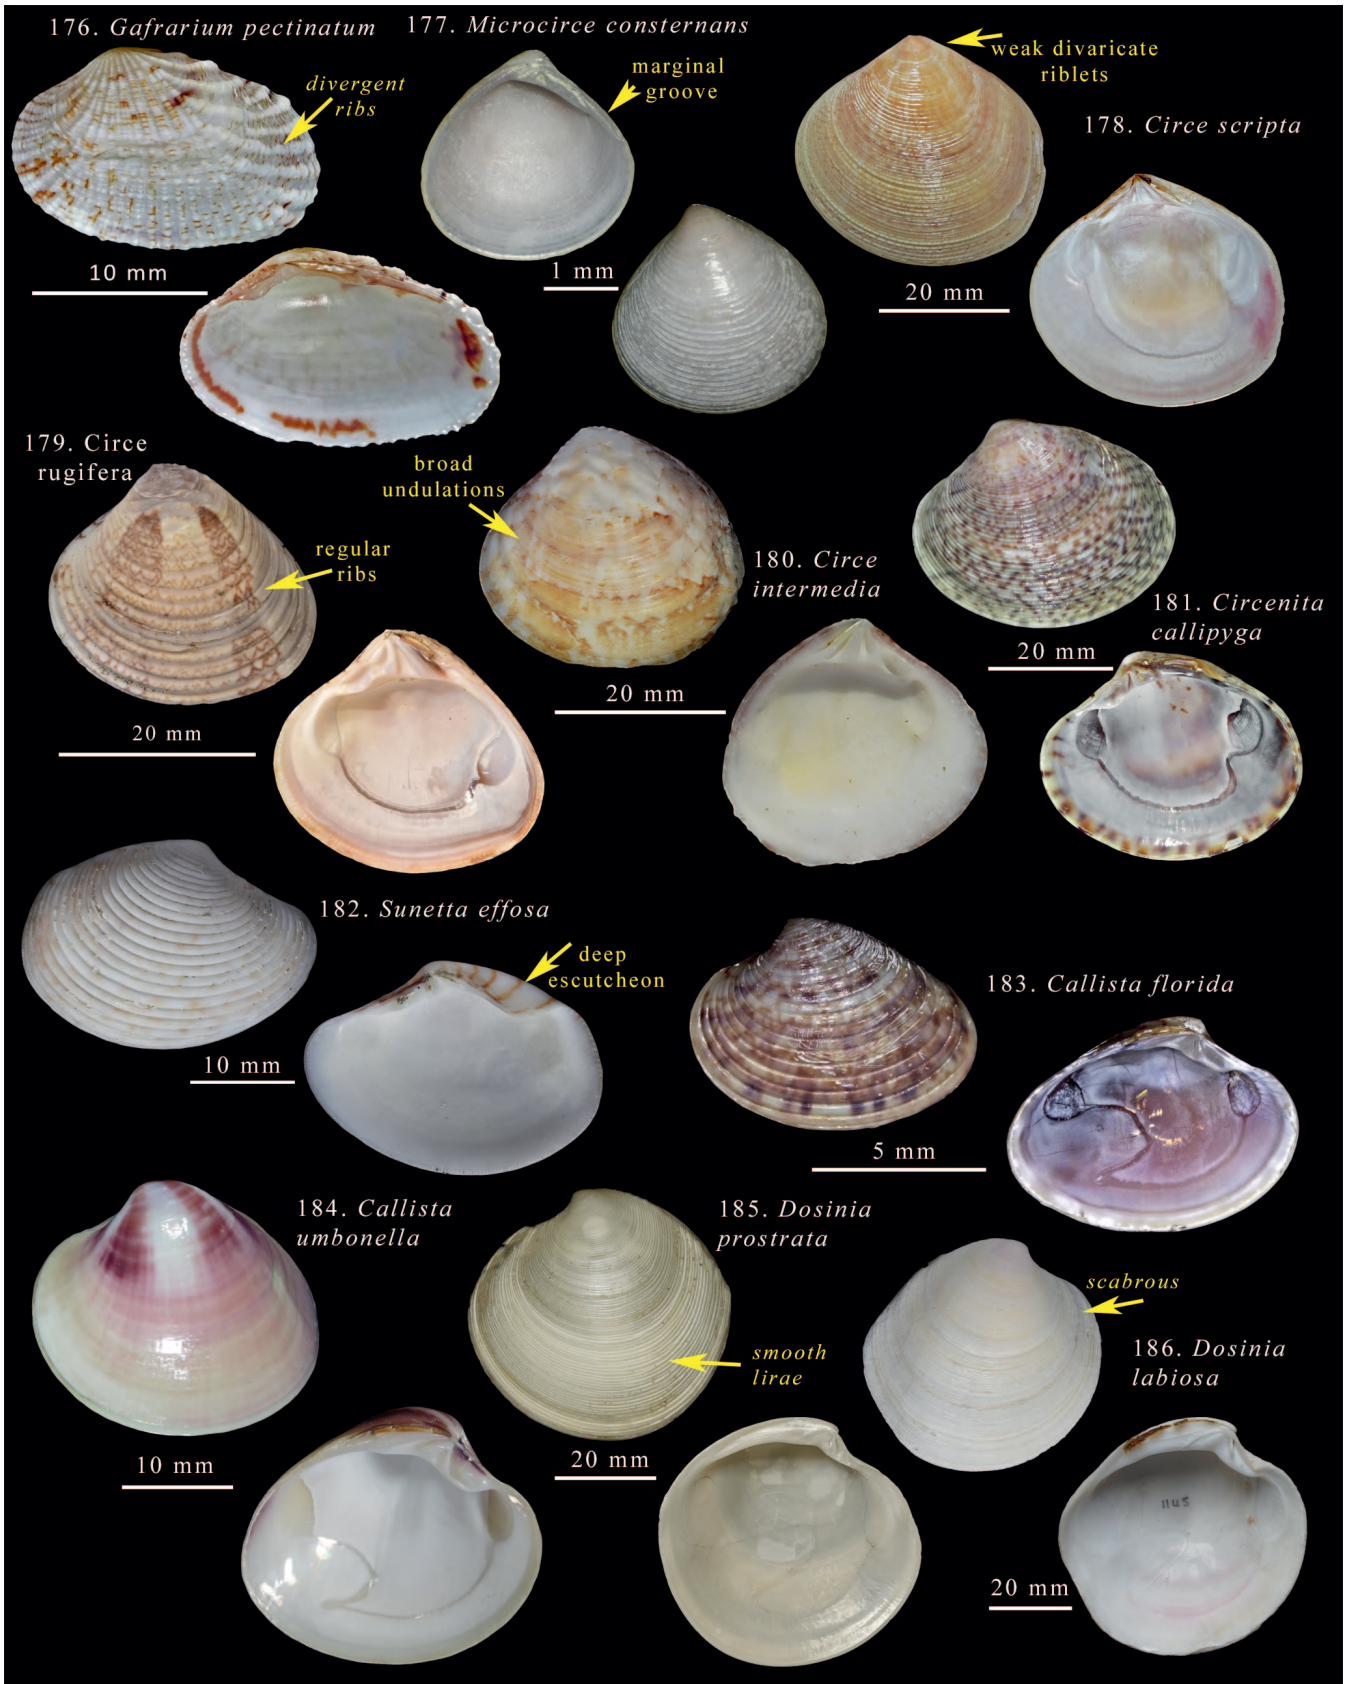 176. Gafrarium pectinatum
divergent
ribs
10 mm
177. Microcirce consternans
marginal
groove
1 mm
weak divaricate
riblets
178. Circe scripta
20 mm
179. Circe
rugifera
regular
ribs
20 mm
broad
undulations
180. Circe
intermedia
20 mm
181. Circenita
callipyga
20 mm
182. Sunetta effosa
deep
escutcheon
10 mm
183. Callista florida
5 mm
184. Callista
umbonella
10 mm
185. Dosinia
prostrata
smooth
lirae
20 mm
scabrous
186. Dosinia
labiosa
20 mm